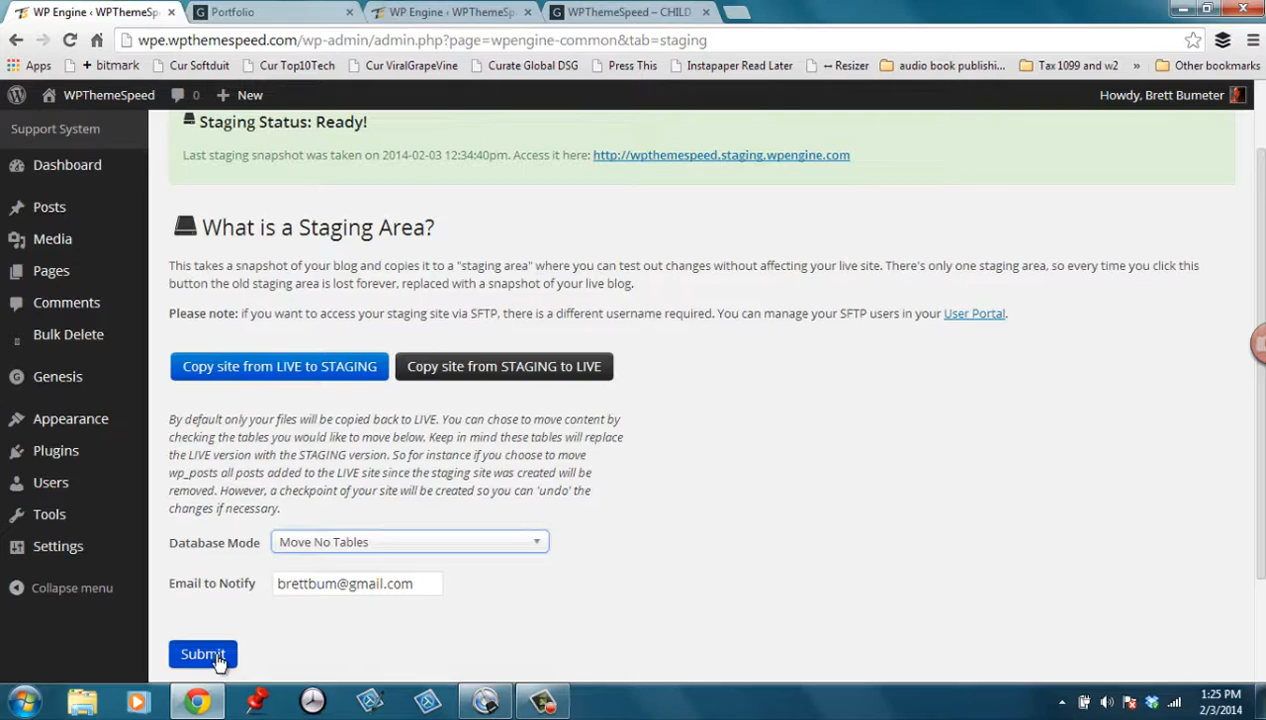 WP Engine ‹ WPThemeSp
Portfolio
WP Engine ‹ WPThemeS
WPThemeSpeed – CHILD
wpe.wpthemespeed.com/wp-admin/admin.php?page=wpengine-common&tab=staging
Apps
+ bitmark
Cur Softduit
Cur Top10Tech
Cur ViralGrapeVine
Curate Global DSG
Press This
Instapaper Read Later
-- Resizer
audio book publishi...
Tax 1099 and w2
»
Other bookmarks
WPThemeSpeed
0
+ New
Howdy, Brett Bumeter
Support System
Dashboard
Posts
Media
Pages
Comments
Bulk Delete
Genesis
Appearance
Plugins
Users
Tools
Settings
Collapse menu
Staging Status: Ready!
Last staging snapshot was taken on 2014-02-03 12:34:40pm. Access it here: http://wpthemespeed.staging.wpengine.com
What is a Staging Area?
This takes a snapshot of your blog and copies it to a "staging area" where you can test out changes without affecting your live site. There's only one staging area, so every time you click this
button the old staging area is lost forever, replaced with a snapshot of your live blog.
Please note: if you want to access your staging site via SFTP, there is a different username required. You can manage your SFTP users in your User Portal.
Copy site from LIVE to STAGING
Copy site from STAGING to LIVE
By default only your files will be copied back to LIVE. You can chose to move content by
checking the tables you would like to move below. Keep in mind these tables will replace
the LIVE version with the STAGING version. So for instance if you choose to move
wp_posts all posts added to the LIVE site since the staging site was created will be
removed. However, a checkpoint of your site will be created so you can 'undo' the
changes if necessary.
Database Mode
Move No Tables
Email to Notify
brettbum@gmail.com
Submit
1:25 PM
2/3/2014